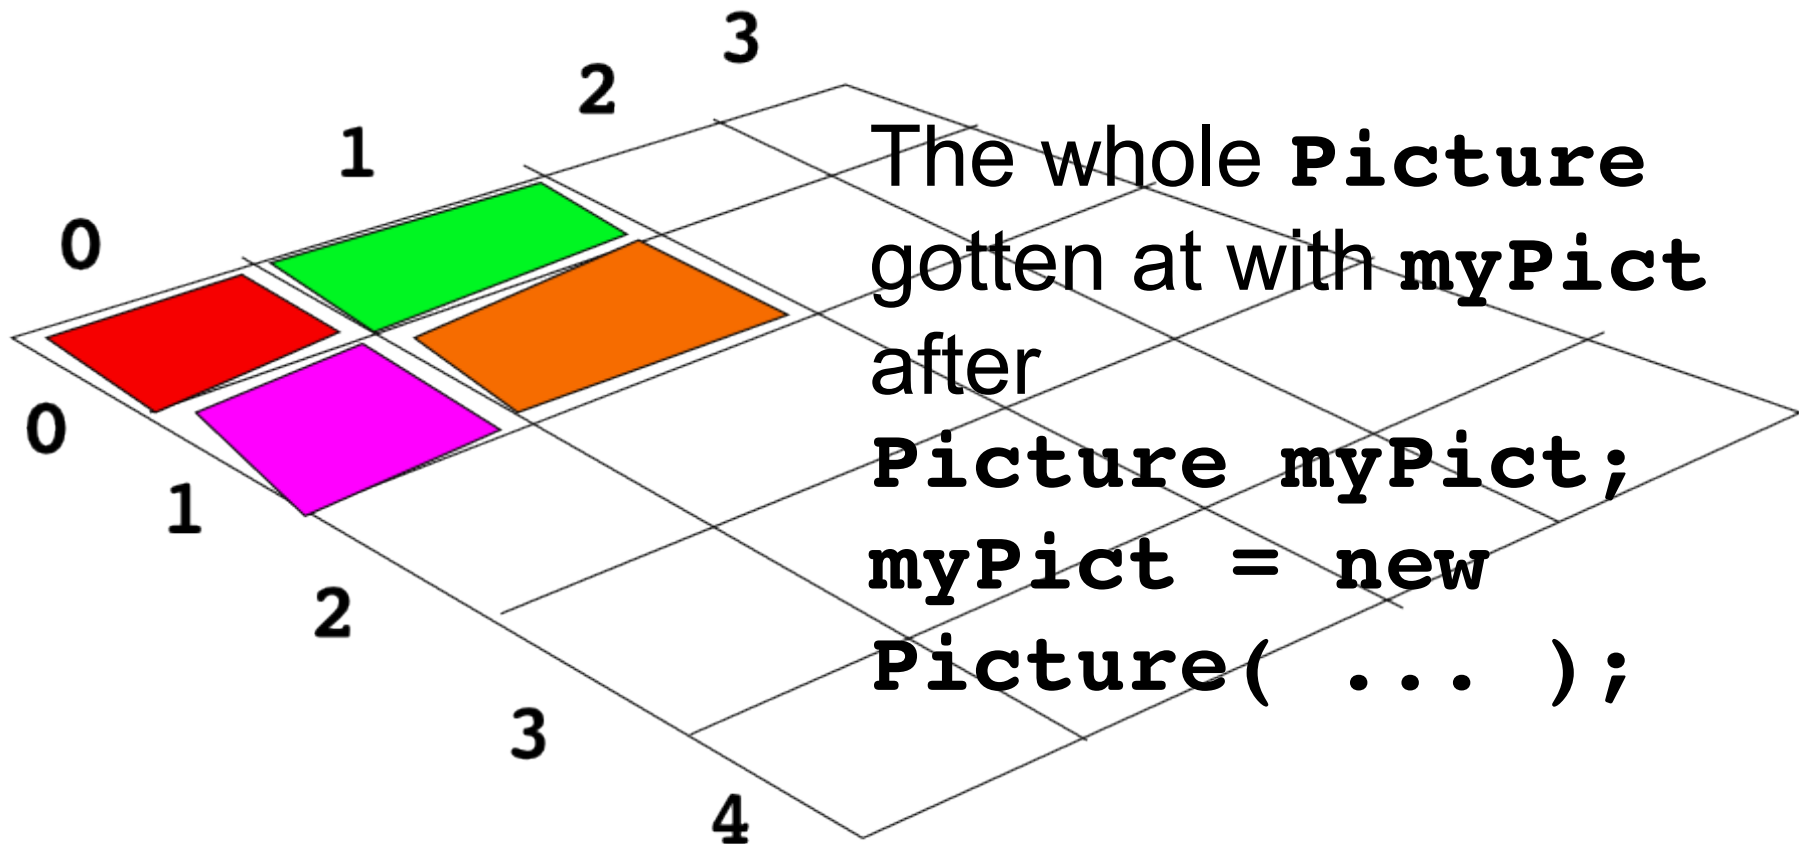 3
2
1
0
0
1
2
3
4
The whole Picture
gotten at with myPict
after
Picture myPict;
myPict = new
Picture( ... );